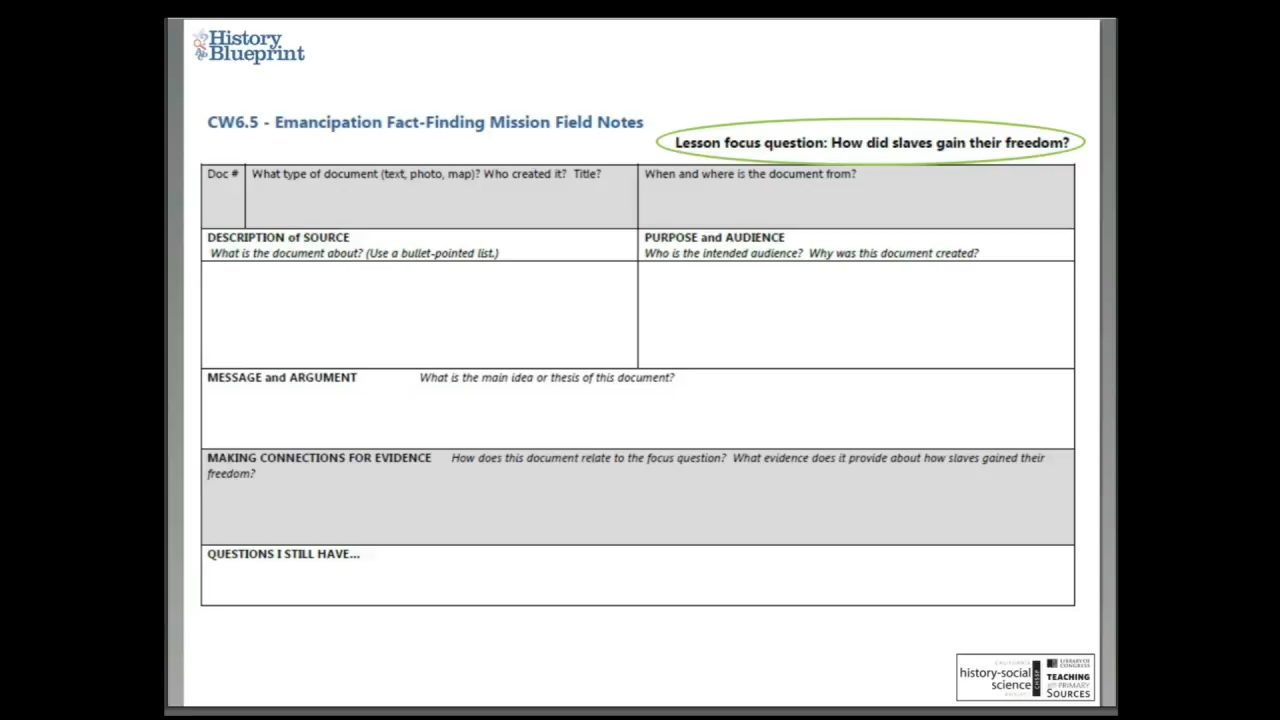 History
Blueprint
CW6.5 - Emancipation Fact-Finding Mission Field Notes
Lesson focus question: How did slaves gain their freedom?
Doc #
What type of document (text, photo, map)? Who created it? Title?
When and where is the document from?
DESCRIPTION of SOURCE
What is the document about? (Use a bullet-pointed list.)
PURPOSE and AUDIENCE
Who is the intended audience? Why was this document created?
MESSAGE and ARGUMENT What is the main idea or thesis of this document?
MAKING CONNECTIONS FOR EVIDENCE How does this document relate to the focus question? What evidence does it provide about how slaves gained their
freedom?
QUESTIONS I STILL HAVE...
CALIFORNIA
history-social
science
LIBRARY OF
CONGRESS
TEACHING
PRIMARY
SOURCES